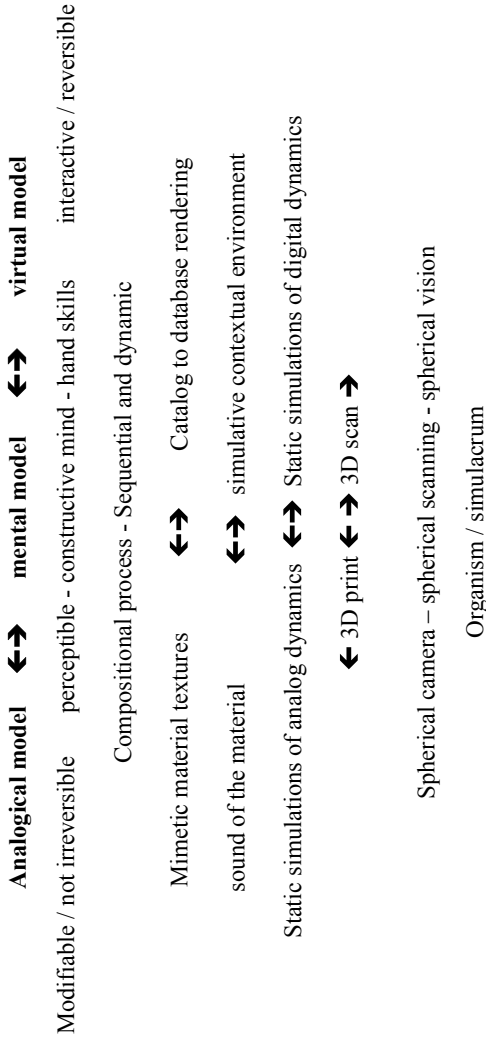 Analogical model 🡨🡪 mental model 🡨🡪 virtual model
Modifiable / not irreversible perceptible - constructive mind - hand skills interactive / reversible
Compositional process - Sequential and dynamic
Mimetic material textures 🡨🡪 Catalog to database rendering
sound of the material 🡨🡪 simulative contextual environment
Static simulations of analog dynamics 🡨🡪 Static simulations of digital dynamics
🡨 3D print 🡨 🡪 3D scan 🡪
Spherical camera – spherical scanning - spherical vision
Organism / simulacrum